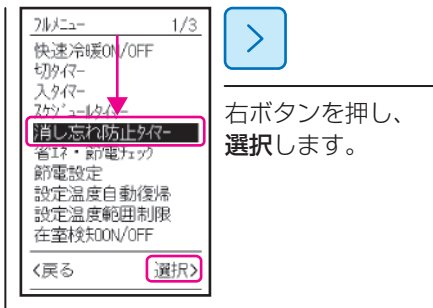 フルメニュー 1/3
快速冷暖ON/OFF
切タイマー
入タイマー
スケジュールタイマー
消し忘れ防止タイマー
省エネ・節電チェック
節電設定
設定温度自動復帰
設定温度範囲制限
在室検知ON/OFF
<戻る 選択>
右ボタンを押し、
選択します。